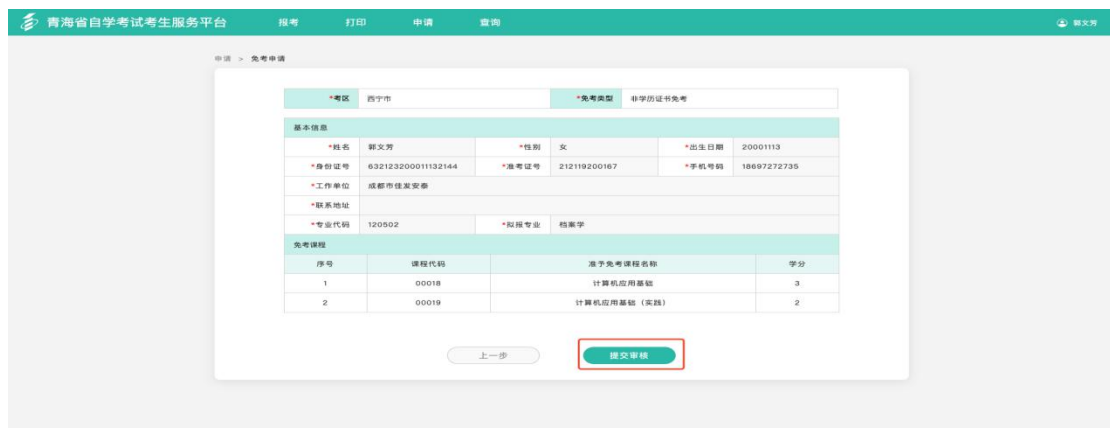 青海省自学考试考生服务平台 报考 打印 申请 查询 郭文芳
申请 > 免考申请
*考区 西宁市 *免考类型 非学历证书免考
基本信息
*姓名 郭文芳 *性别 女 *出生日期 20001113
*身份证号 632123200011132144 *准考证号 212119200167 *手机号码 18697272735
*工作单位 成都市佳发安泰
*联系地址
*专业代码 120502 *拟报专业 档案学
免考课程
序号 课程代码 准予免考课程名称 学分
1 00018 计算机应用基础 3
2 00019 计算机应用基础（实践） 2
上一步 提交审核